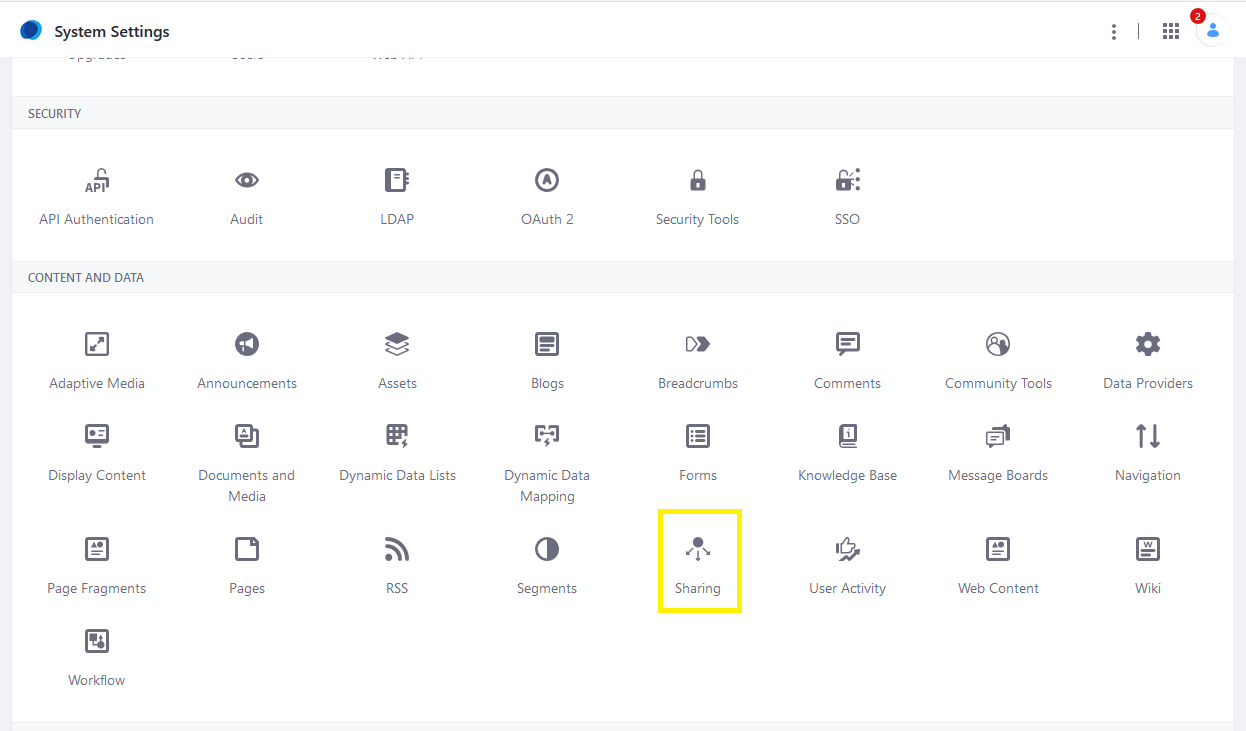 System Settings
2
SECURITY
API
API Authentication
Audit
LDAP
A
OAuth 2
Security Tools
SSO
CONTENT AND DATA
Adaptive Media
Announcements
Assets
Blogs
Breadcrumbs
Comments
Community Tools
Data Providers
Display Content
Documents and
Media
Dynamic Data Lists
Dynamic Data
Mapping
Forms
Knowledge Base
Message Boards
Navigation
Page Fragments
Pages
RSS
Segments
Sharing
User Activity
Web Content
W
Wiki
Workflow